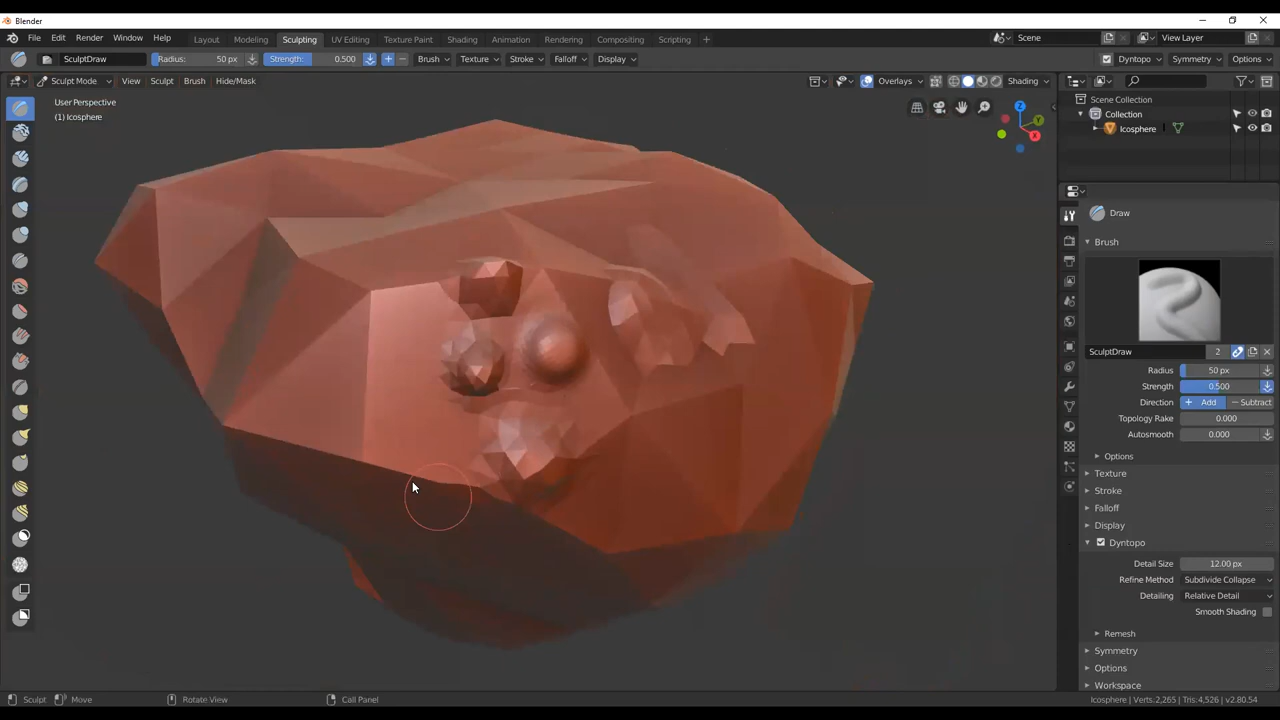 Blender
File Edit Render Window Help Layout Modeling Sculpting UV Editing Texture Paint Shading Animation Rendering Compositing Scripting + Scene View Layer
SculptDraw Radius: 50 px Strength: 0.500 + − Brush Texture Stroke Falloff Display Dyntopo Symmetry Options
Sculpt Mode View Sculpt Brush Hide/Mask Overlays Shading
User Perspective
(1) Icosphere
Z
Y
X
Scene Collection
Collection
Icosphere
Draw
Brush
SculptDraw 2
Radius 50 px
Strength 0.500
Direction + Add − Subtract
Topology Rake 0.000
Autosmooth 0.000
Options
Texture
Stroke
Falloff
Display
Dyntopo
Detail Size 12.00 px
Refine Method Subdivide Collapse
Detailing Relative Detail
Smooth Shading
Remesh
Symmetry
Options
Workspace
Sculpt Move Rotate View Call Panel Icosphere | Verts:2,265 | Tris:4,526 | v2.80.54